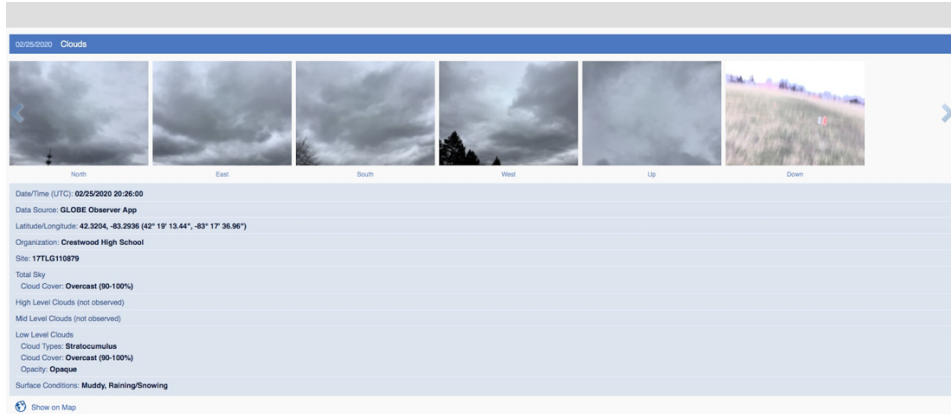 02/25/2020 Clouds
North East South West Up Down
Date/Time (UTC): 02/25/2020 20:26:00
Data Source: GLOBE Observer App
Latitude/Longitude: 42.3204, -83.2936 (42° 19' 13.44", -83° 17' 36.96")
Organization: Crestwood High School
Site: 17TLG110879
Total Sky
Cloud Cover: Overcast (90-100%)
High Level Clouds (not observed)
Mid Level Clouds (not observed)
Low Level Clouds
Cloud Types: Stratocumulus
Cloud Cover: Overcast (90-100%)
Opacity: Opaque
Surface Conditions: Muddy, Raining/Snowing
Show on Map